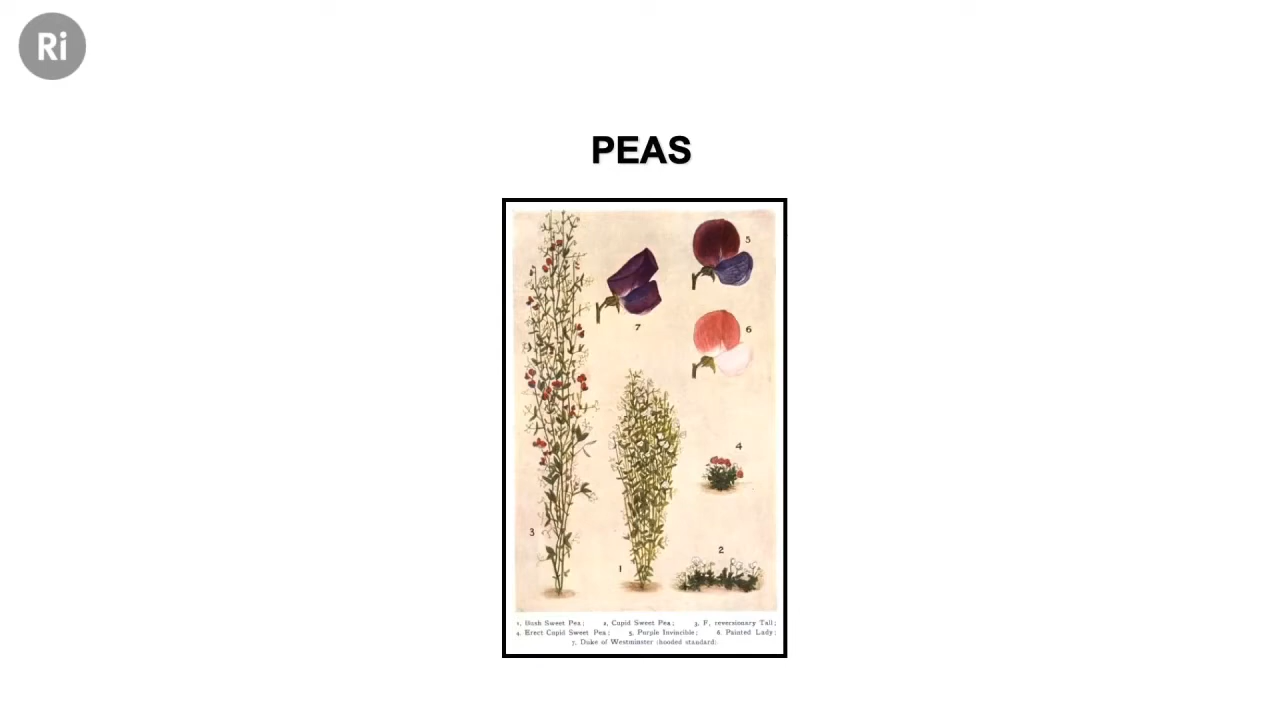 Ri
PEAS
5
7
6
4
3
2
1
1, Bush Sweet Pea; 2, Cupid Sweet Pea; 3, F, reversionary Tall;
4, Erect Cupid Sweet Pea; 5, Purple Invincible; 6, Painted Lady;
7, Duke of Westminster (hooded standard)